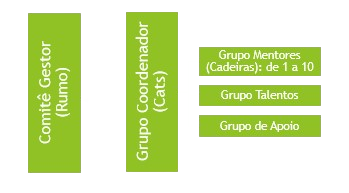 Comitê Gestor
(Rumo)
Grupo Coordenador
(Cats)
Grupo Mentores
(Cadeiras): de 1 a 10
Grupo Talentos
Grupo de Apoio